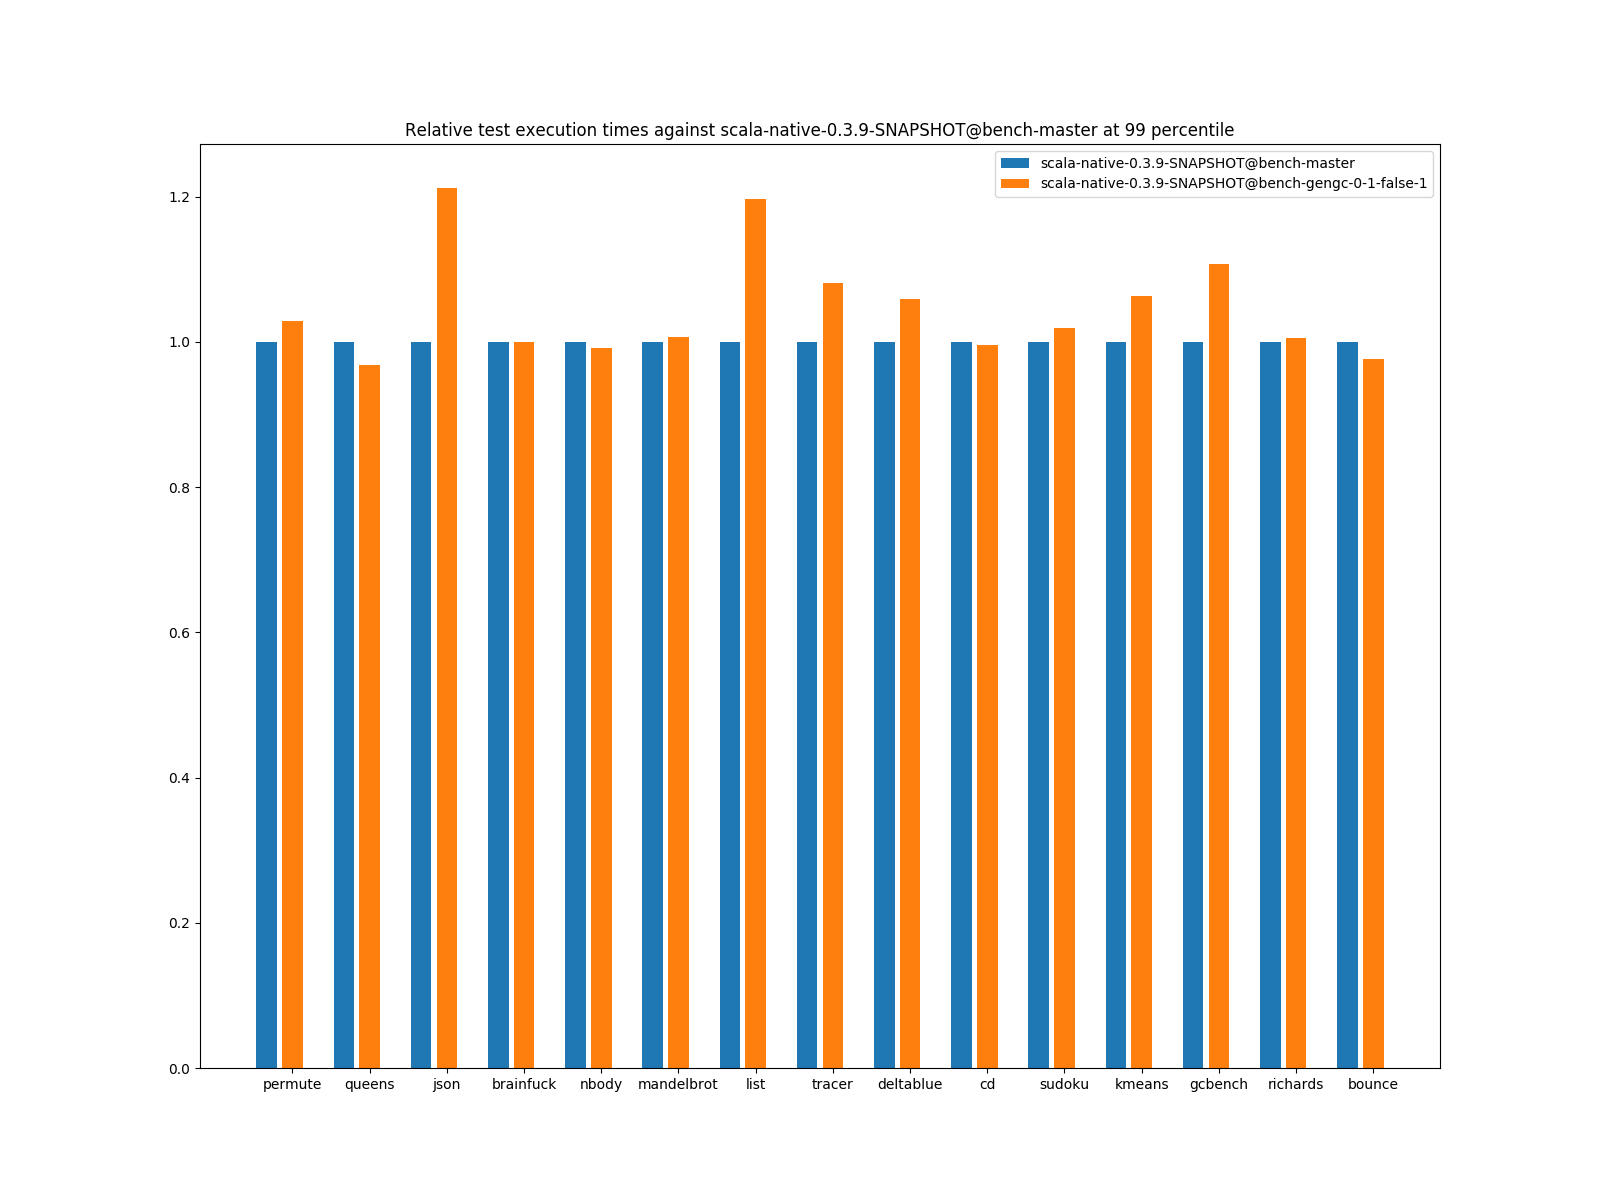 Relative test execution times against scala-native-0.3.9-SNAPSHOT@bench-master at 99 percentile
scala-native-0.3.9-SNAPSHOT@bench-master
scala-native-0.3.9-SNAPSHOT@bench-gengc-0-1-false-1
1.2
1.0
0.8
0.6
0.4
0.2
0.0
permute queens json brainfuck nbody mandelbrot list tracer deltablue cd sudoku kmeans gcbench richards bounce